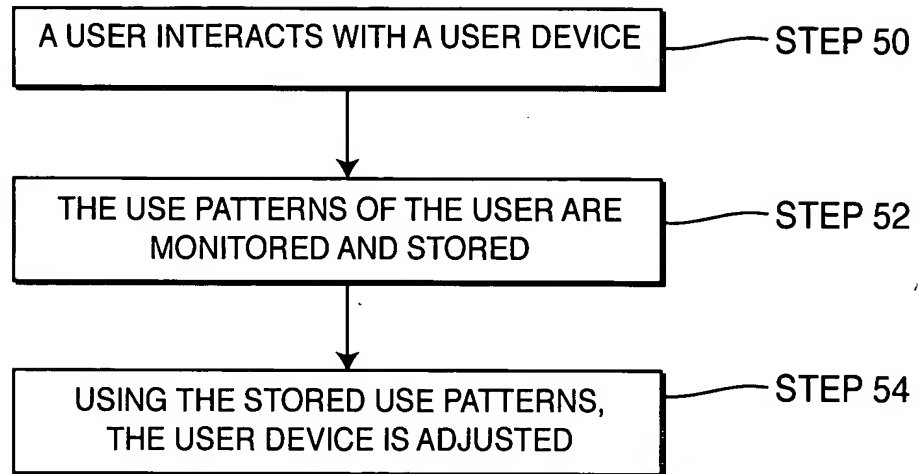 A USER INTERACTS WITH A USER DEVICE
STEP 50
THE USE PATTERNS OF THE USER ARE
MONITORED AND STORED
STEP 52
USING THE STORED USE PATTERNS,
THE USER DEVICE IS ADJUSTED
STEP 54